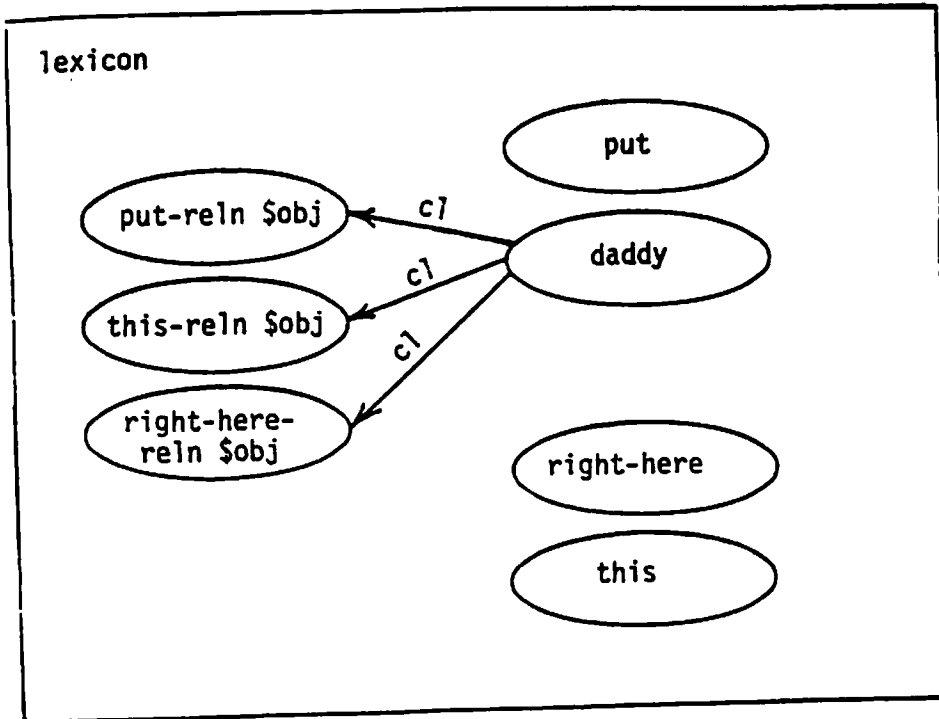 lexicon
put
put-reln $obj
cl
daddy
cl
this-reln $obj
cl
right-here-
reln $obj
right-here
this